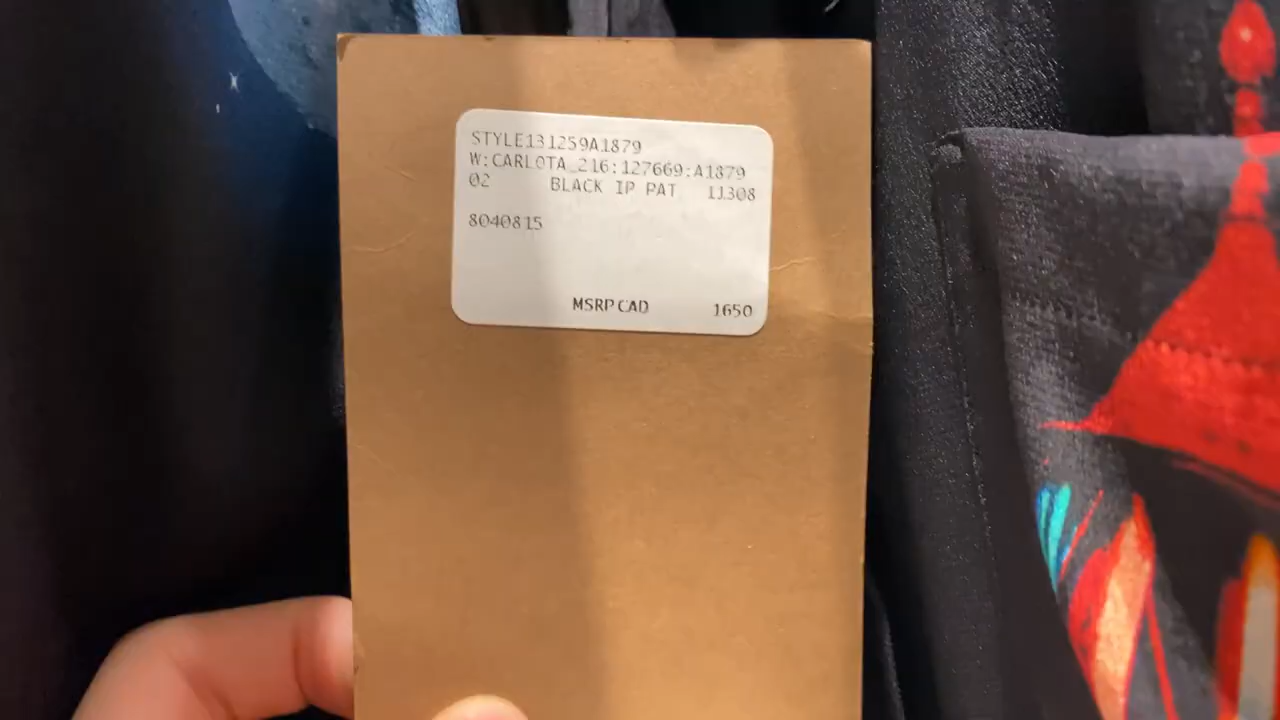 STYLE131259A1879
W:CARLOTA_216:127669:A1879
02 BLACK IP PAT 11308
8040815
MSRP CAD 1650